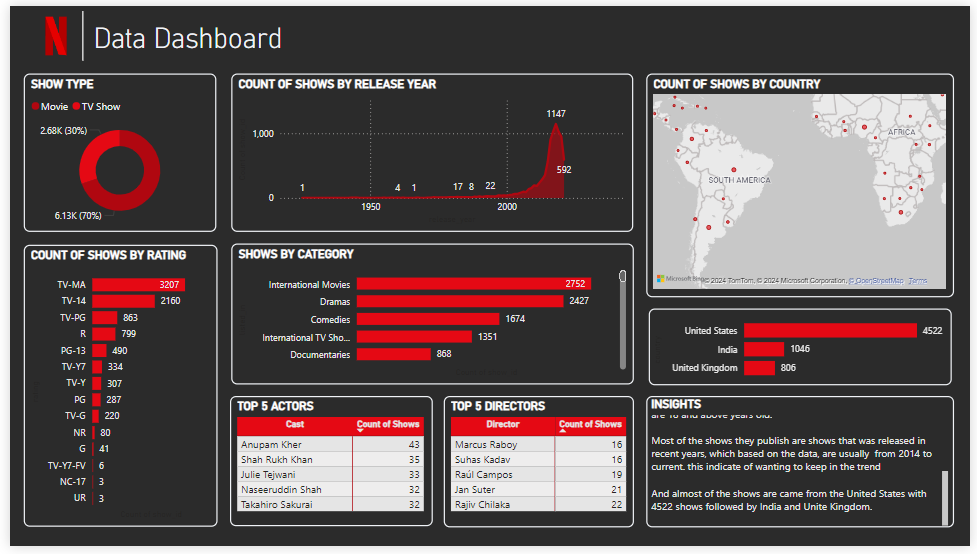 N
Data Dashboard
SHOW TYPE
Movie TV Show
2.68K (30%)
6.13K (70%)
COUNT OF SHOWS BY RELEASE YEAR
1,000
0
1
4
1
17
8
22
1147
592
1950
2000
COUNT OF SHOWS BY COUNTRY
AFRICA
SOUTH AMERICA
Microsoft Bing
© 2024 TomTom, © 2024 Microsoft Corporation, © OpenStreetMap Terms
COUNT OF SHOWS BY RATING
TV-MA 3207
TV-14 2160
TV-PG 863
R 799
PG-13 490
TV-Y7 334
TV-Y 307
PG 287
TV-G 220
NR 80
G 41
TV-Y7-FV 6
NC-17 3
UR 3
SHOWS BY CATEGORY
International Movies 2752
Dramas 2427
Comedies 1674
International TV Sho... 1351
Documentaries 868
United States 4522
India 1046
United Kingdom 806
TOP 5 ACTORS
Cast Count of Shows
Anupam Kher 43
Shah Rukh Khan 35
Julie Tejwani 33
Naseeruddin Shah 32
Takahiro Sakurai 32
TOP 5 DIRECTORS
Director Count of Shows
Marcus Raboy 16
Suhas Kadav 16
Raúl Campos 19
Jan Suter 21
Rajiv Chilaka 22
INSIGHTS
are 16 and above years old.
Most of the shows they publish are shows that was released in
recent years, which based on the data, are usually from 2014 to
current. this indicate of wanting to keep in the trend
And almost of the shows are came from the United States with
4522 shows followed by India and Unite Kingdom.